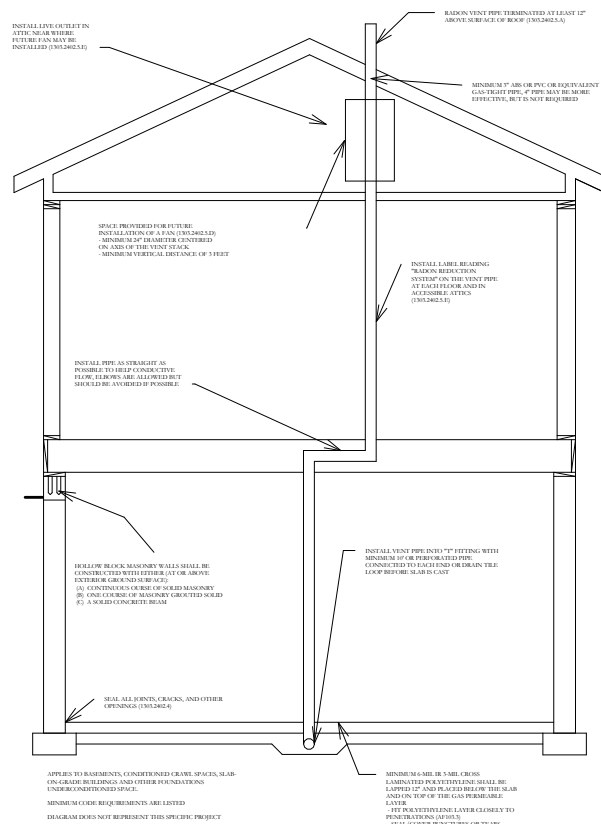 INSTALL LIVE OUTLET IN
ATTIC NEAR WHERE
FUTURE FAN MAY BE
INSTALLED (1303.2402.S.E)
RADON VENT PIPE TERMINATED AT LEAST 12"
ABOVE SURFACE OF ROOF (1303.2402.S.A)
MINIMUM 3" ABS OR PVC OR EQUIVALENT
GAS-TIGHT PIPE, 4" PIPE MAY BE MORE
EFFECTIVE, BUT IS NOT REQUIRED
SPACE PROVIDED FOR FUTURE
INSTALLATION OF A FAN (1303.2402.S.D)
- MINIMUM 24" DIAMETER CENTERED
ON AXIS OF THE VENT STACK
- MINIMUM VERTICAL DISTANCE OF 3 FEET
INSTALL LABEL READING
"RADON REDUCTION
SYSTEM" ON THE VENT PIPE
AT EACH FLOOR AND IN
ACCESSIBLE ATTICS
(1303.2402.S.E)
INSTALL PIPE AS STRAIGHT AS
POSSIBLE TO HELP CONDUCTIVE
FLOW, ELBOWS ARE ALLOWED BUT
SHOULD BE AVOIDED IF POSSIBLE
INSTALL VENT PIPE INTO "T" FITTING WITH
MINIMUM 10' OR PERFORATED PIPE
CONNECTED TO EACH END OR DRAIN TILE
LOOP BEFORE SLAB IS CAST
HOLLOW BLOCK MASONRY WALLS SHALL BE
CONSTRUCTED WITH EITHER (AT OR ABOVE
EXTERIOR GROUND SURFACE):
(A) CONTINUOUS OURSE OF SOLID MASONRY
(B) ONE COURSE OF MASONRY GROUTED SOLID
(C) A SOLID CONCRETE BEAM
SEAL ALL JOINTS, CRACKS, AND OTHER
OPENINGS (1303.2402.4)
APPLIES TO BASEMENTS, CONDITIONED CRAWL SPACES, SLAB-
ON-GRADE BUILDINGS AND OTHER FOUNDATIONS
UNDERCONDITIONED SPACE.
MINIMUM CODE REQUIREMENTS ARE LISTED
DIAGRAM DOES NOT REPRESENT THIS SPECIFIC PROJECT
MINIMUM 6-MIL IR 3-MIL CROSS
LAMINATED POLYETHYLENE SHALL BE
LAPPED 12" AND PLACED BELOW THE SLAB
AND ON TOP OF THE GAS PERMEABLE
LAYER
- FIT POLYETHYLENE LAYER CLOSELY TO
PENETRATIONS (AF103.3)